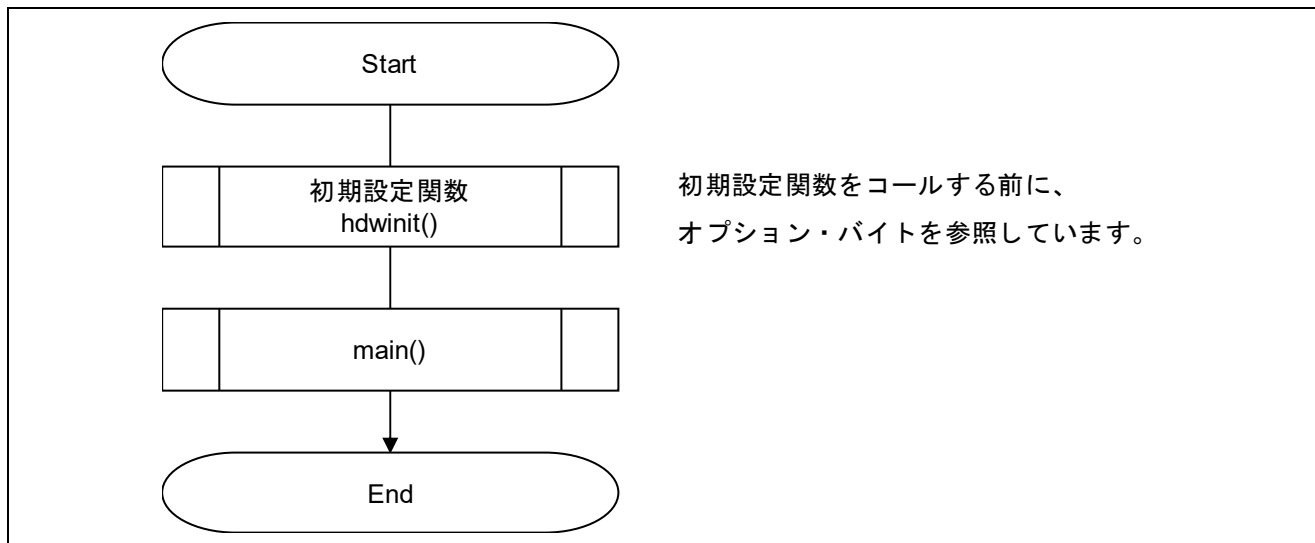 Start
初期設定関数
hdwinit()
初期設定関数をコールする前に、
オプション・バイトを参照しています。
main()
End